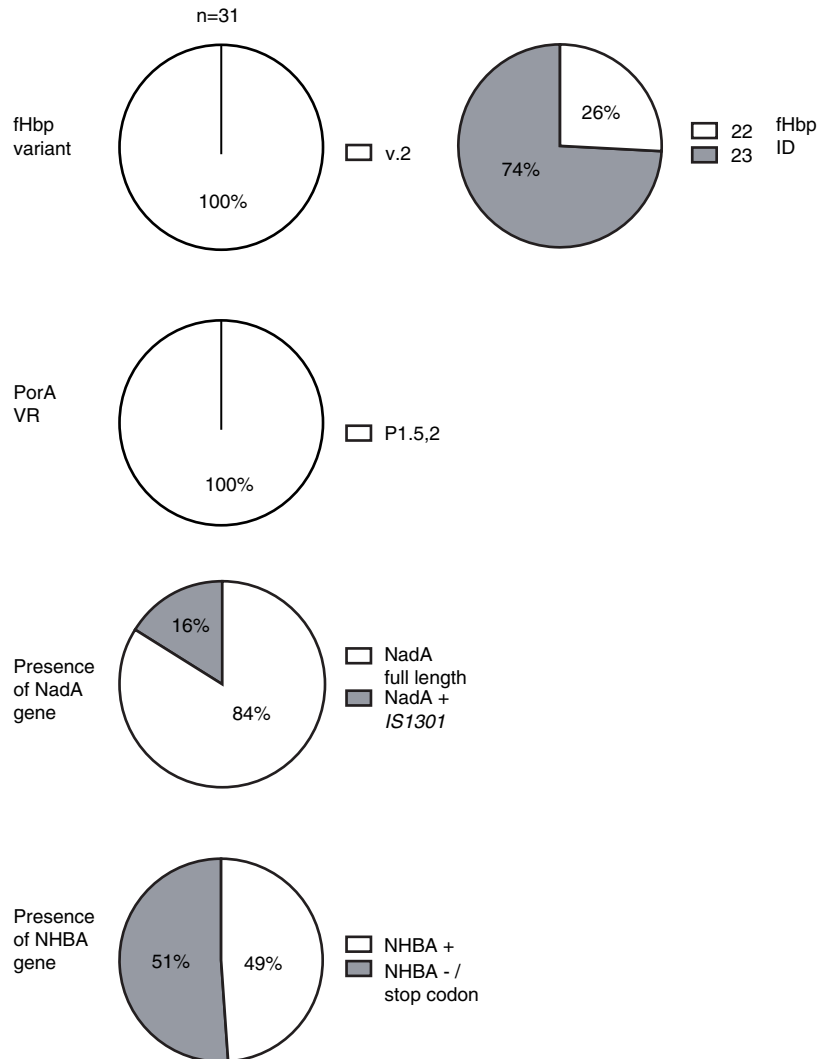 n=31
fHbp
variant
100%
v.2
26%
74%
22
23
fHbp
ID
PorA
VR
100%
P1.5,2
Presence
of NadA
gene
16%
84%
NadA
full length
NadA +
IS1301
Presence
of NHBA
gene
51%
49%
NHBA +
NHBA - /
stop codon